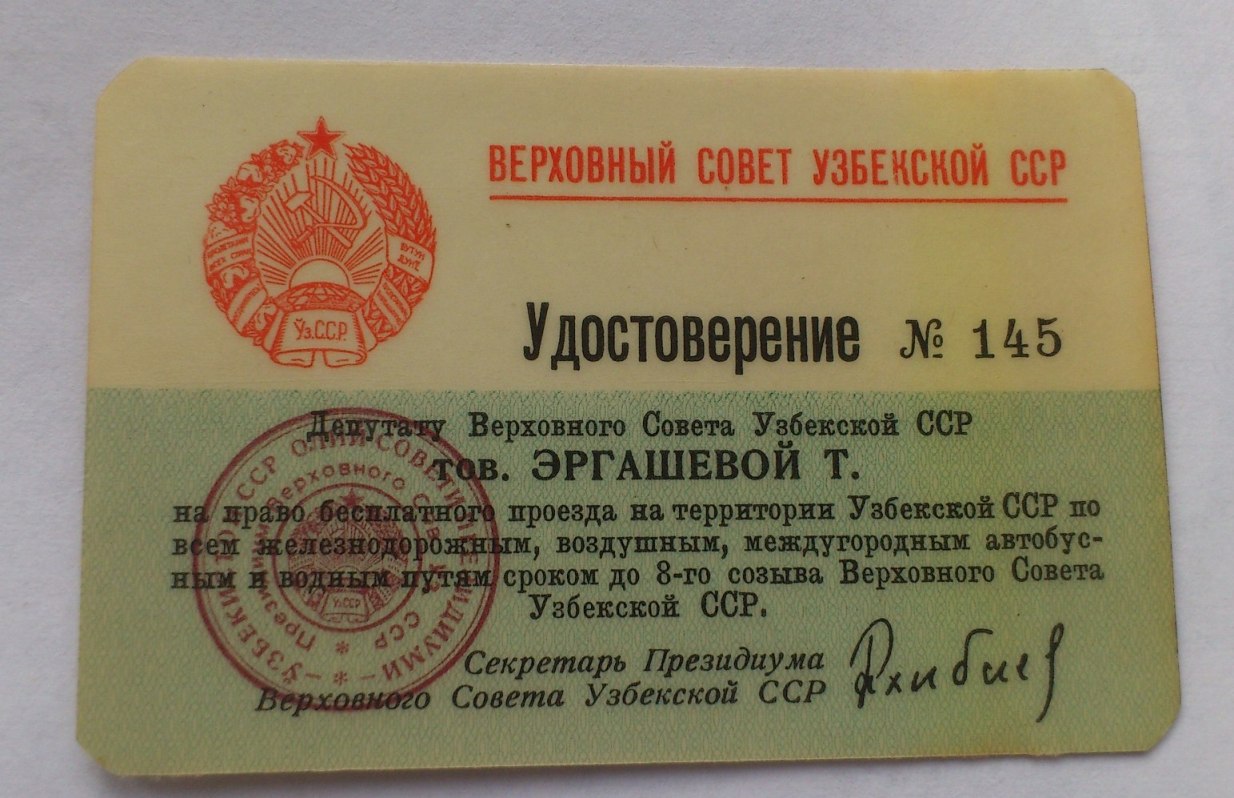 ВЕРХОВНЫЙ СОВЕТ УЗБЕКСКОЙ ССР
Ўз.С.С.Р.
Удостоверение № 145
Депутату Верховного Совета Узбекской ССР
тов. ЭРГАШЕВОЙ Т.
на право бесплатного проезда на территории Узбекской ССР по
всем железнодорожным, воздушным, междугородным автобус-
ным и водным путям сроком до 8-го созыва Верховного Совета
Узбекской ССР.
Секретарь Президиума
Верховного Совета Узбекской ССР